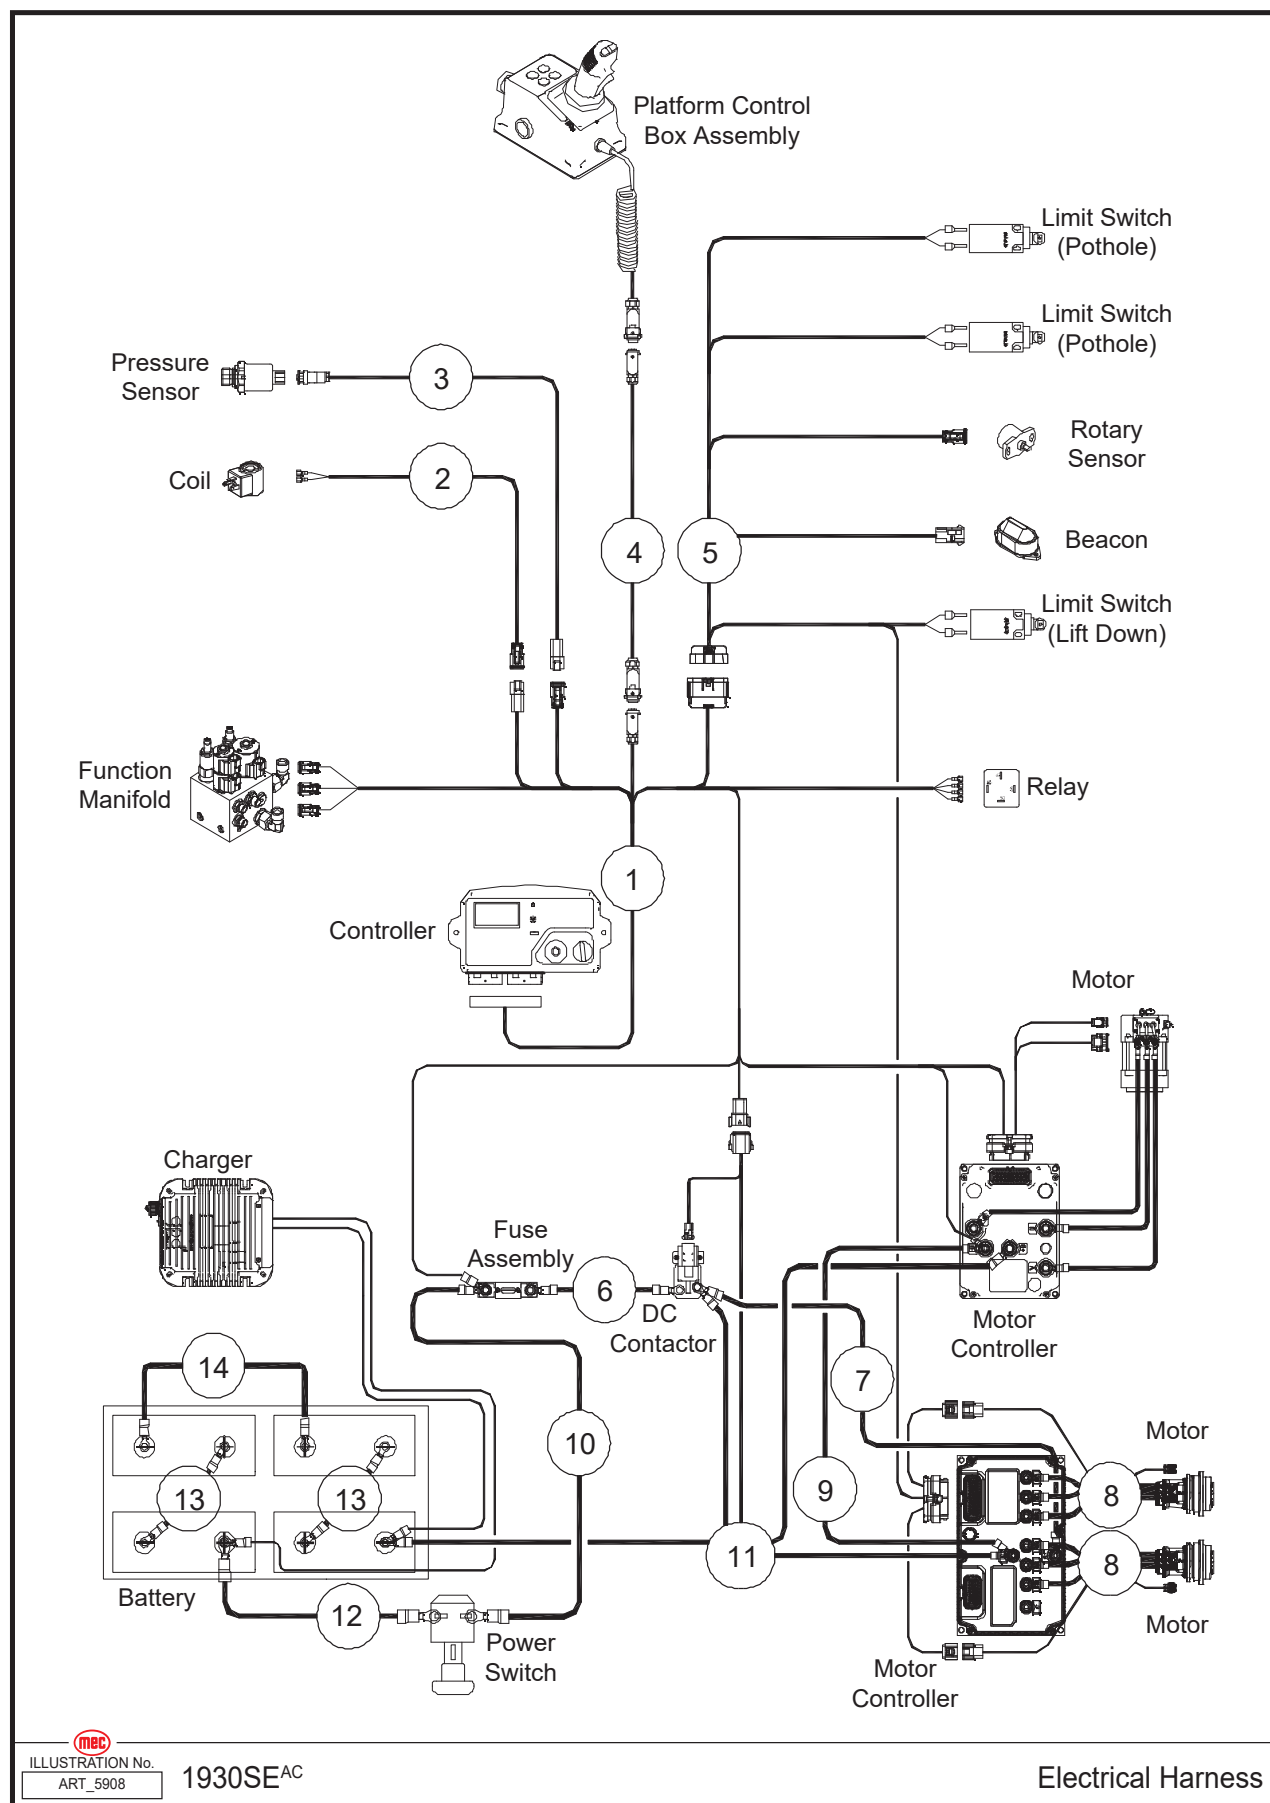 Platform Control
Box Assembly
Limit Switch
(Pothole)
Limit Switch
(Pothole)
Pressure
Sensor
3
Rotary
Sensor
Coil
2
4
5
Beacon
Limit Switch
(Lift Down)
Function
Manifold
Relay
1
Controller
Motor
Charger
Fuse
Assembly
6
DC
Contactor
Motor
Controller
14
7
10
Motor
13
13
9
8
11
8
Battery
12
Power
Switch
Motor
Motor
Controller
mec
ILLUSTRATION No.
ART_5908
1930SEAC
Electrical Harness